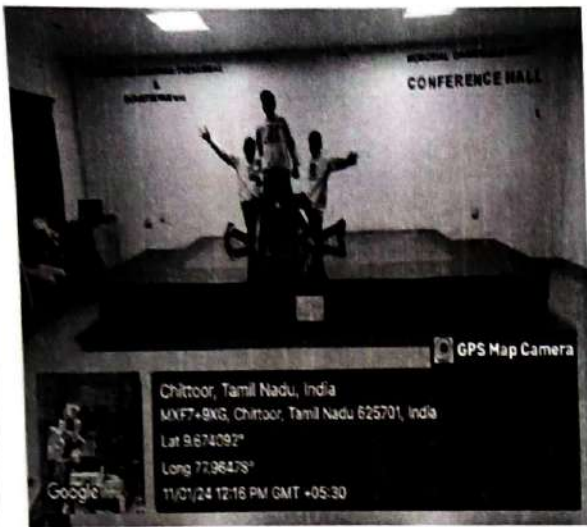 &
CONFERENCE HALL
GPS Map Camera
Chittoor, Tamil Nadu, India
MXF7+9XG, Chittoor, Tamil Nadu 625701, India
Lat 9.674092°
Long 77.96478°
11/01/24 12:16 PM GMT +05:30
Google